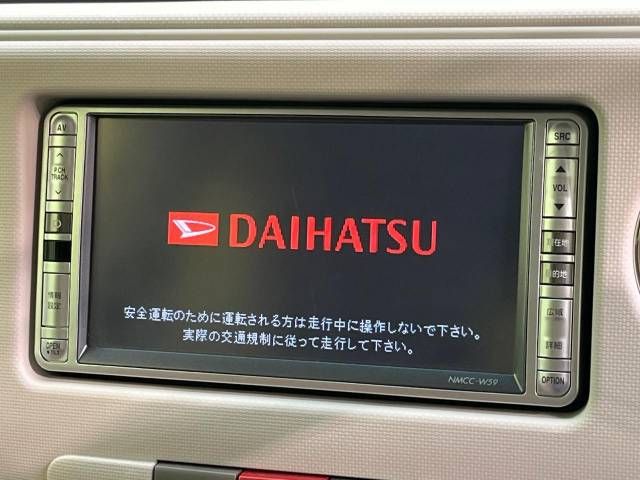 AV
PCH
TRACK
情報
設定
OPEN
DAIHATSU
安全運転のために運転される方は走行中に操作しないで下さい。
実際の交通規制に従って走行して下さい。
NMCC-W59
SRC
VOL
現在地
目的地
広域
詳細
OPTION